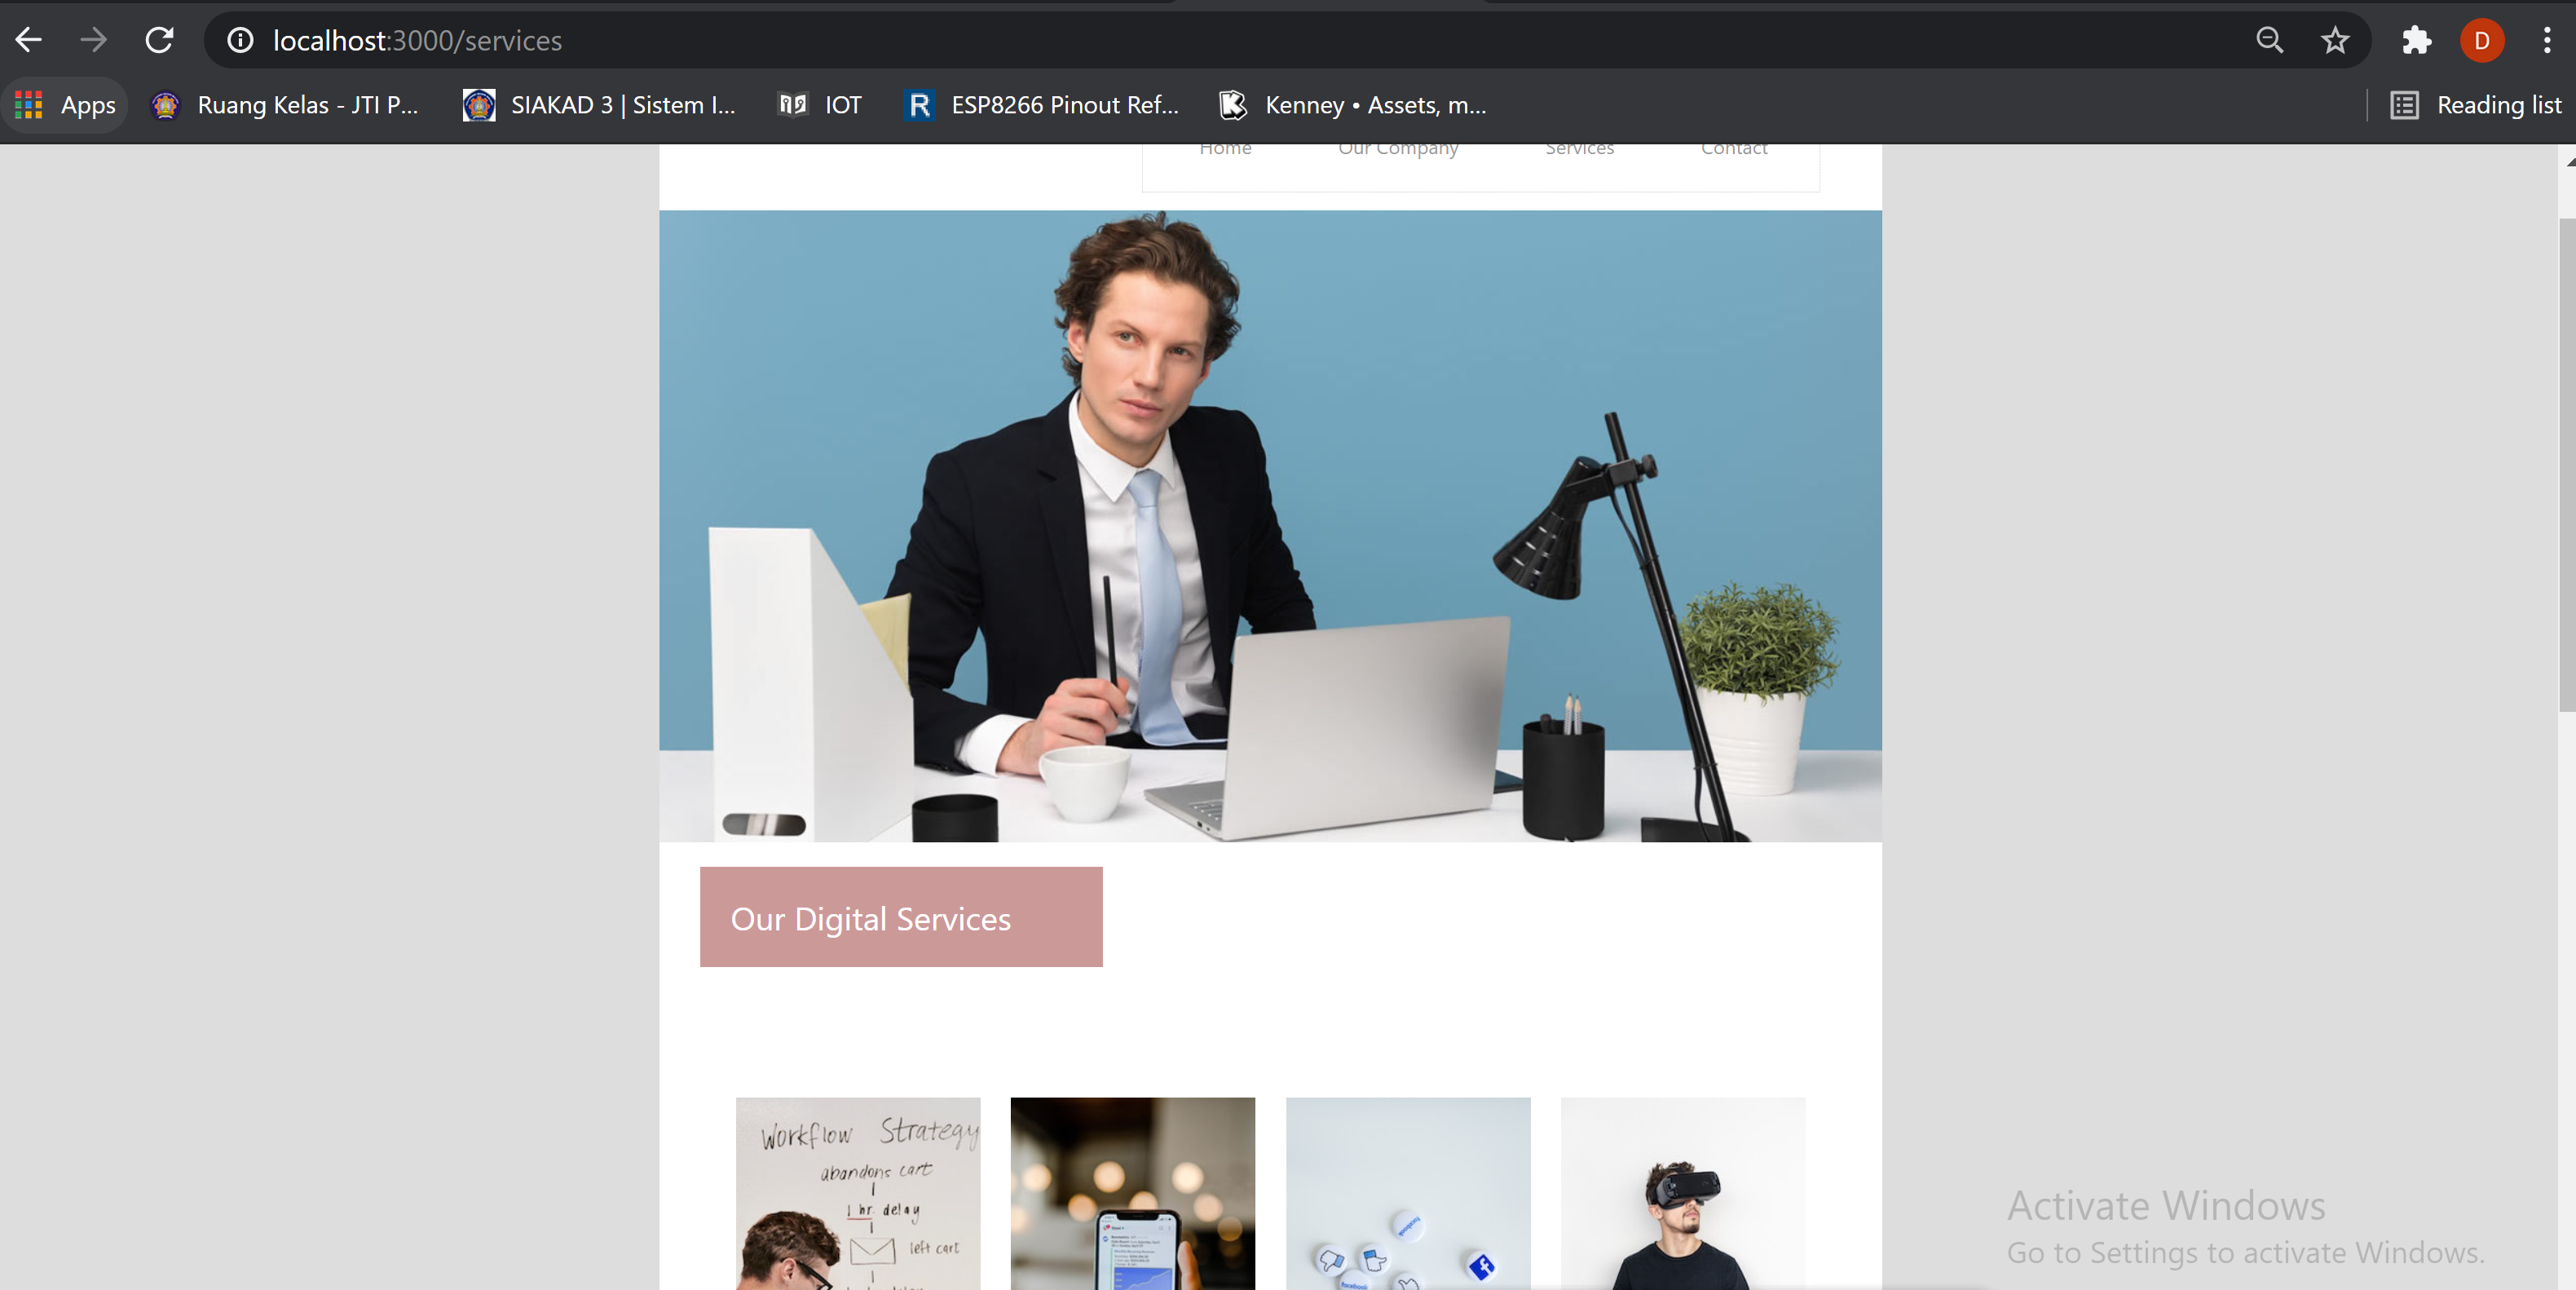 localhost:3000/services
Apps
Ruang Kelas - JTI P...
SIAKAD 3 | Sistem I...
IOT
ESP8266 Pinout Ref...
Kenney • Assets, m...
Reading list
D
Home
Our Company
Services
Contact
Our Digital Services
Workflow Strategy
abandons cart
1 hr. delay
left cart
facebook
Activate Windows
Go to Settings to activate Windows.